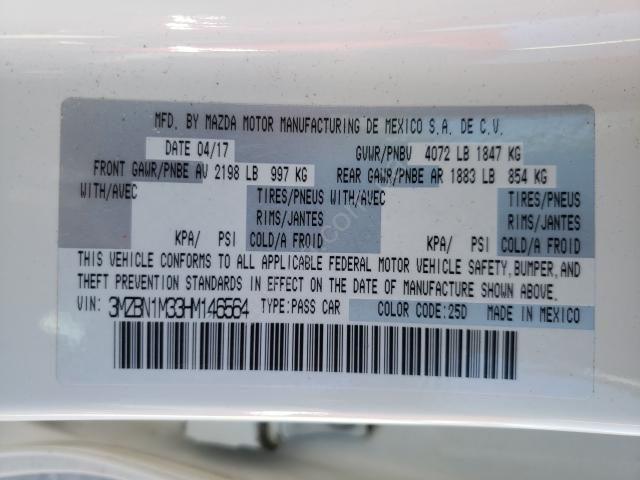 MFD. BY MAZDA MOTOR MANUFACTURING DE MEXICO S.A. DE C.V.
DATE 04/17 GVWR/PNBV 4072 LB 1847 KG
FRONT GAWR/PNBE AV 2198 LB 997 KG REAR GAWR/PNBE AR 1883 LB 854 KG
WITH/AVEC TIRES/PNEUS WITH/AVEC TIRES/PNEUS
RIMS/JANTES RIMS/JANTES
KPA/ PSI COLD/A FROID KPA/ PSI COLD/A FROID
THIS VEHICLE CONFORMS TO ALL APPLICABLE FEDERAL MOTOR VEHICLE SAFETY, BUMPER, AND
THEFT PREVENTION STANDARDS IN EFFECT ON THE DATE OF MANUFACTURE SHOWN ABOVE.
VIN: 3MZBN1M33HM146564 TYPE:PASS CAR COLOR CODE:25D MADE IN MEXICO